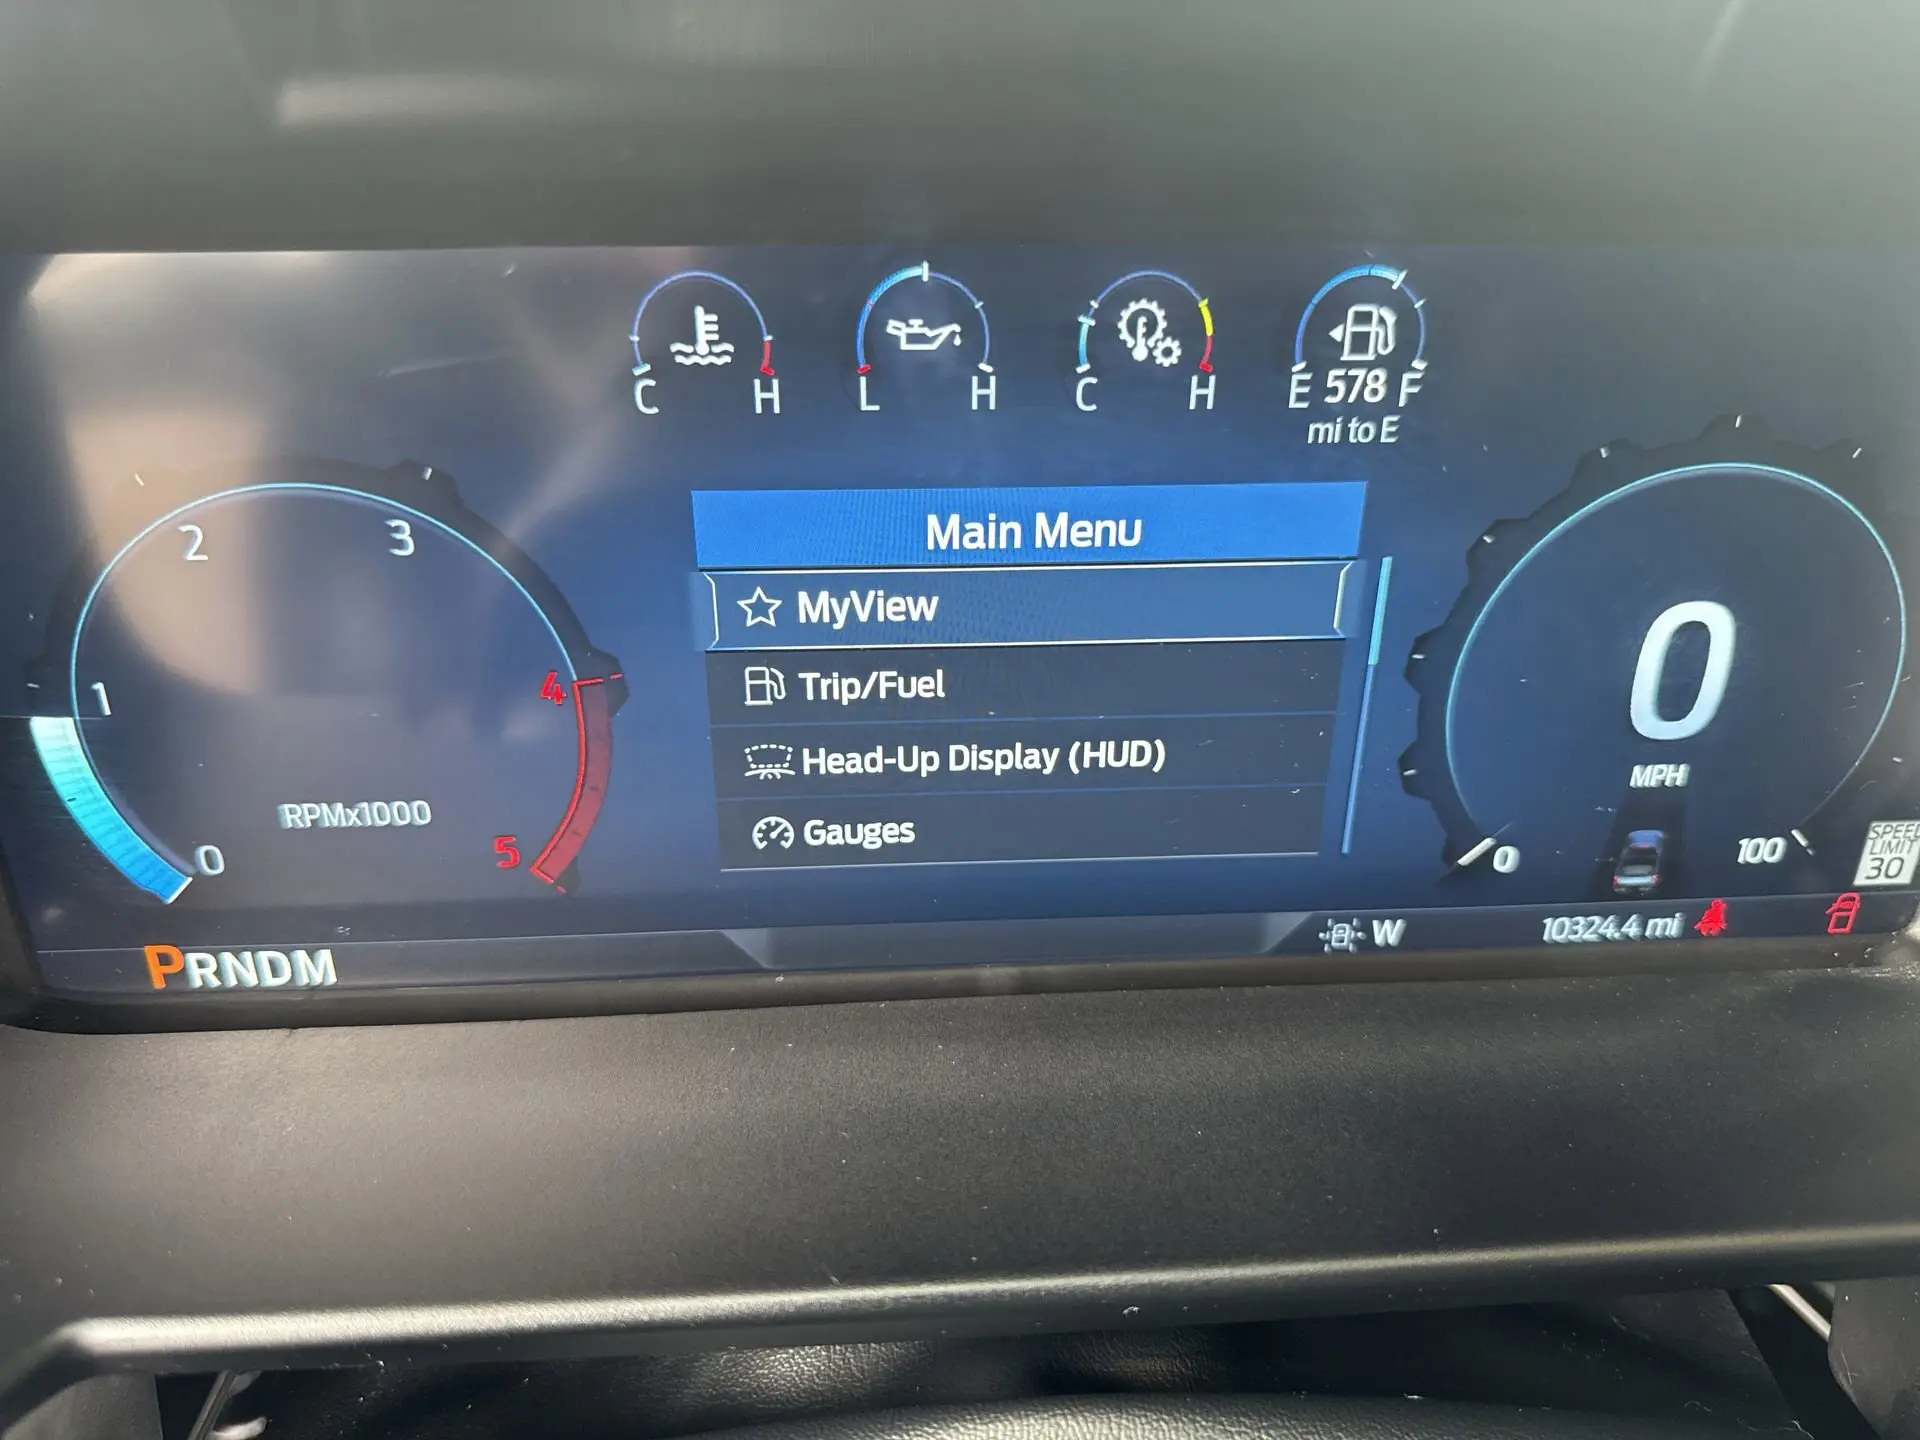 C H
L H
C H
E 578 F
mi to E
Main Menu
MyView
Trip/Fuel
Head-Up Display (HUD)
Gauges
0
1
2
3
4
5
RPMx1000
0
MPH
0
100
SPEED
LIMIT
30
PRNDM
W
10324.4 mi